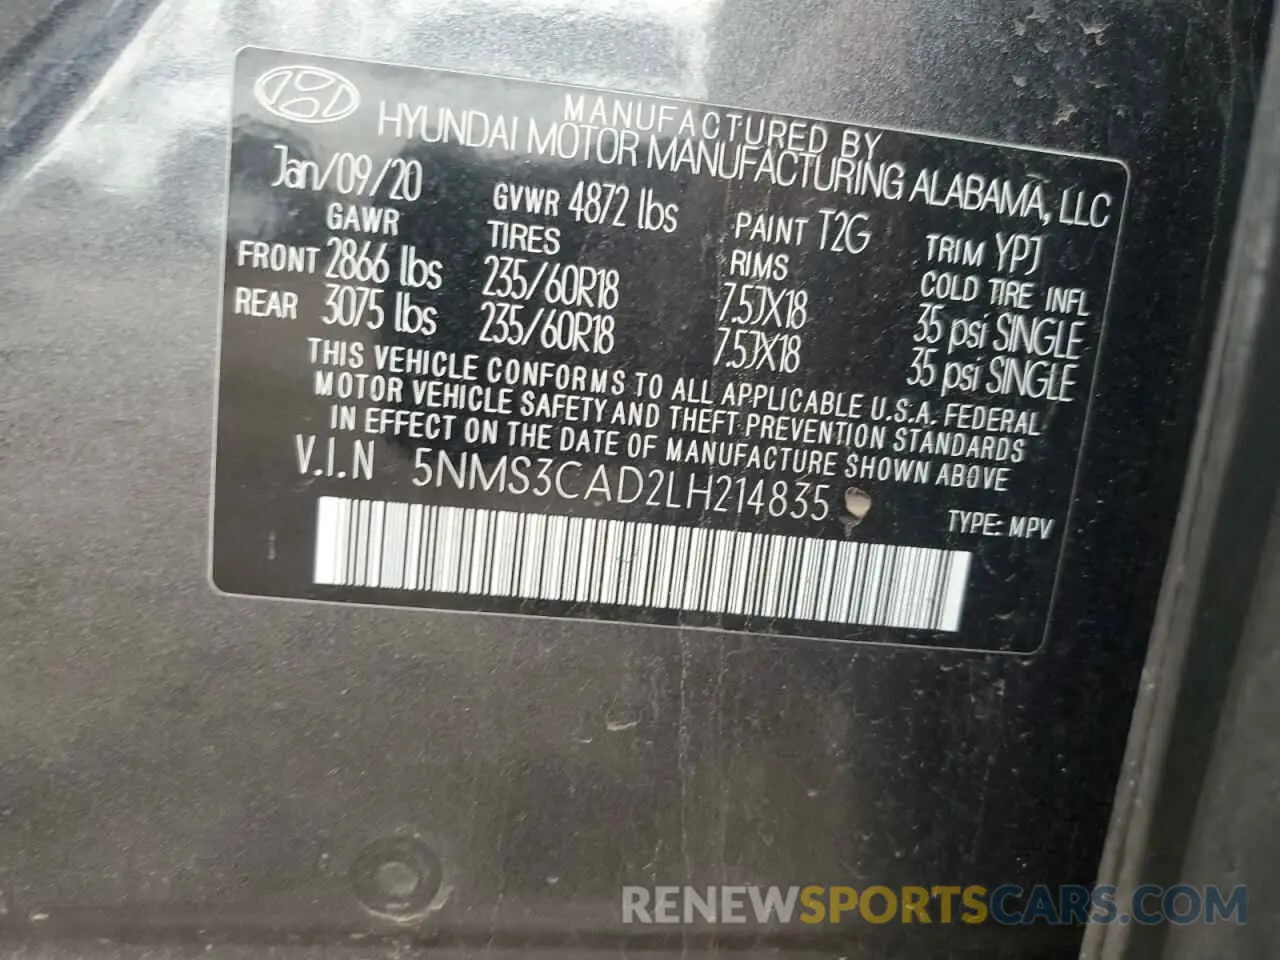 MANUFACTURED BY
HYUNDAI MOTOR MANUFACTURING ALABAMA, LLC
Jan/09/20 GVWR 4872 lbs PAINT T2G TRIM YPJ
GAWR TIRES RIMS COLD TIRE INFL
FRONT 2866 lbs 235/60R18 7.5JX18 35 psi SINGLE
REAR 3075 lbs 235/60R18 7.5JX18 35 psi SINGLE
THIS VEHICLE CONFORMS TO ALL APPLICABLE U.S.A. FEDERAL
MOTOR VEHICLE SAFETY AND THEFT PREVENTION STANDARDS
IN EFFECT ON THE DATE OF MANUFACTURE SHOWN ABOVE
V.I.N 5NMS3CAD2LH214835
TYPE: MPV
RENEWSPORTSCARS.COM